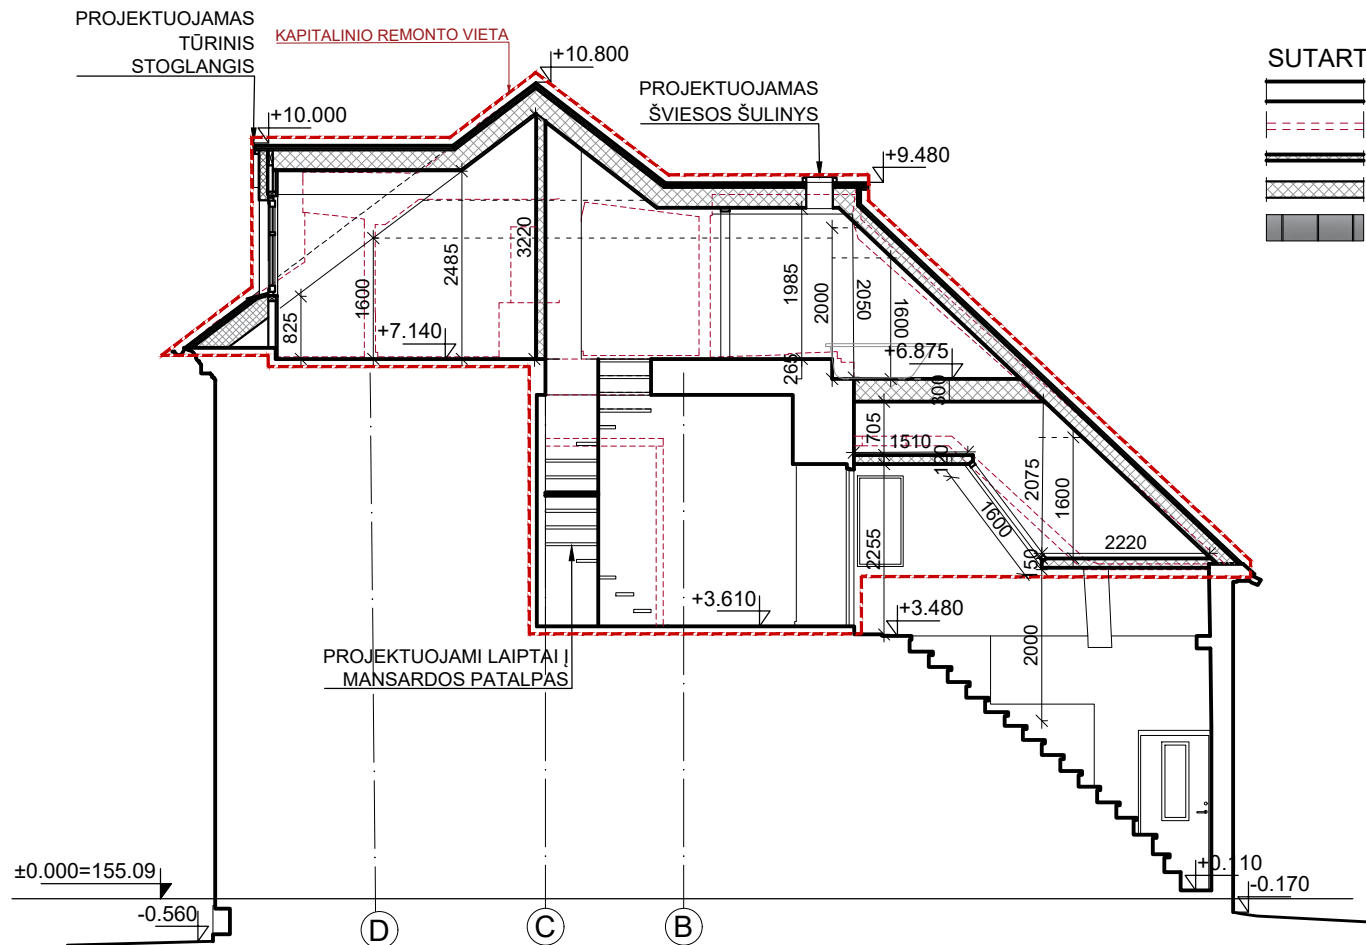 PROJEKTUOJAMAS
TŪRINIS
STOGLANGIS
KAPITALINIO REMONTO VIETA
+10.800
PROJEKTUOJAMAS
ŠVIESOS ŠULINYS
SUTART
+10.000
+9.480
825
1600
2485
3220
1985
2000
2050
1600
+7.140
+6.875
265
300
705
1510
120
2075
1600
1600
2255
2220
150
+3.610
+3.480
2000
PROJEKTUOJAMI LAIPTAI Į
MANSARDOS PATALPAS
±0.000=155.09
+0.110
-0.170
-0.560
D
C
B